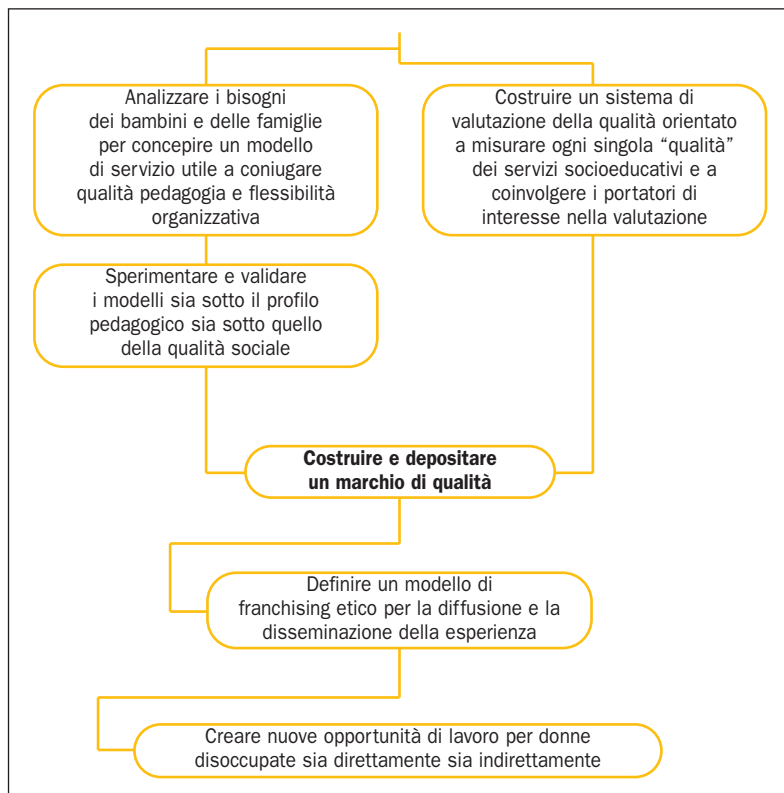 Analizzare i bisogni
dei bambini e delle famiglie
per concepire un modello
di servizio utile a coniugare
qualità pedagogia e flessibilità
organizzativa
Costruire un sistema di
valutazione della qualità orientato
a misurare ogni singola “qualità”
dei servizi socioeducativi e a
coinvolgere i portatori di
interesse nella valutazione
Sperimentare e validare
i modelli sia sotto il profilo
pedagogico sia sotto quello
della qualità sociale
Costruire e depositare
un marchio di qualità
Definire un modello di
franchising etico per la diffusione e la
disseminazione della esperienza
Creare nuove opportunità di lavoro per donne
disoccupate sia direttamente sia indirettamente